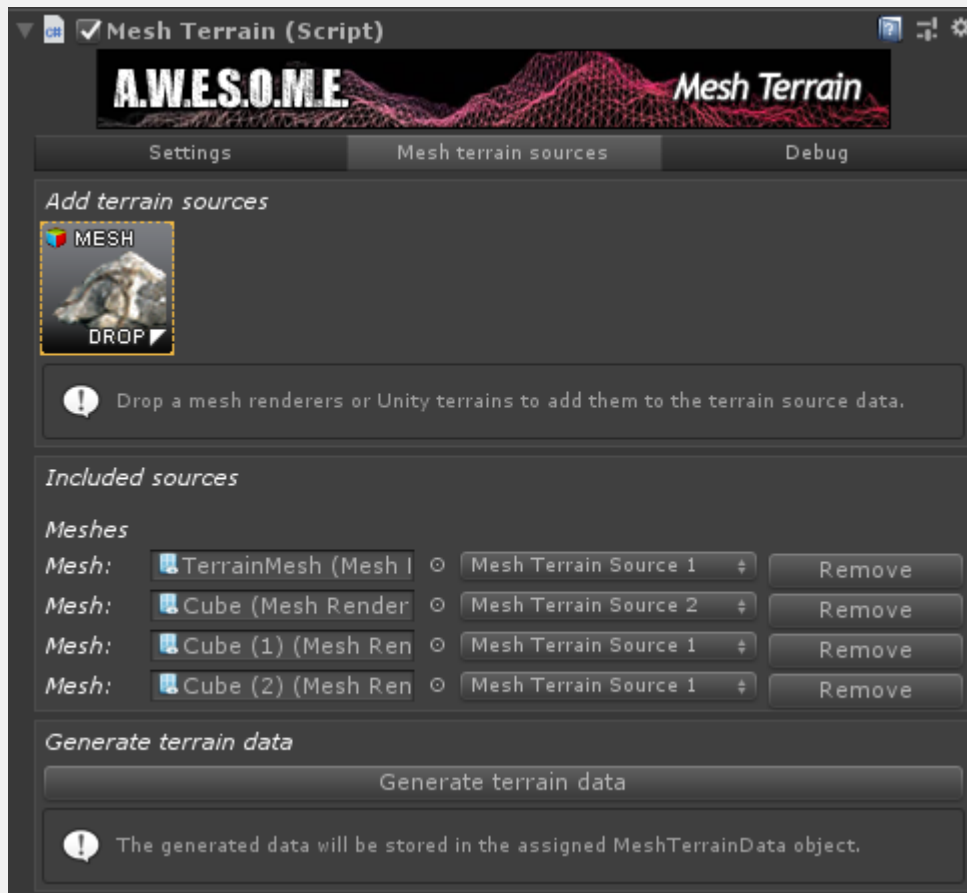 Mesh Terrain (Script)
A.W.E.S.O.M.E. Mesh Terrain
Settings Mesh terrain sources Debug
Add terrain sources
MESH
DROP
Drop a mesh renderers or Unity terrains to add them to the terrain source data.
Included sources
Meshes
Mesh: TerrainMesh (Mesh Mesh Terrain Source 1 Remove
Mesh: Cube (Mesh Render Mesh Terrain Source 2 Remove
Mesh: Cube (1) (Mesh Ren Mesh Terrain Source 1 Remove
Mesh: Cube (2) (Mesh Ren Mesh Terrain Source 1 Remove
Generate terrain data
Generate terrain data
The generated data will be stored in the assigned MeshTerrainData object.